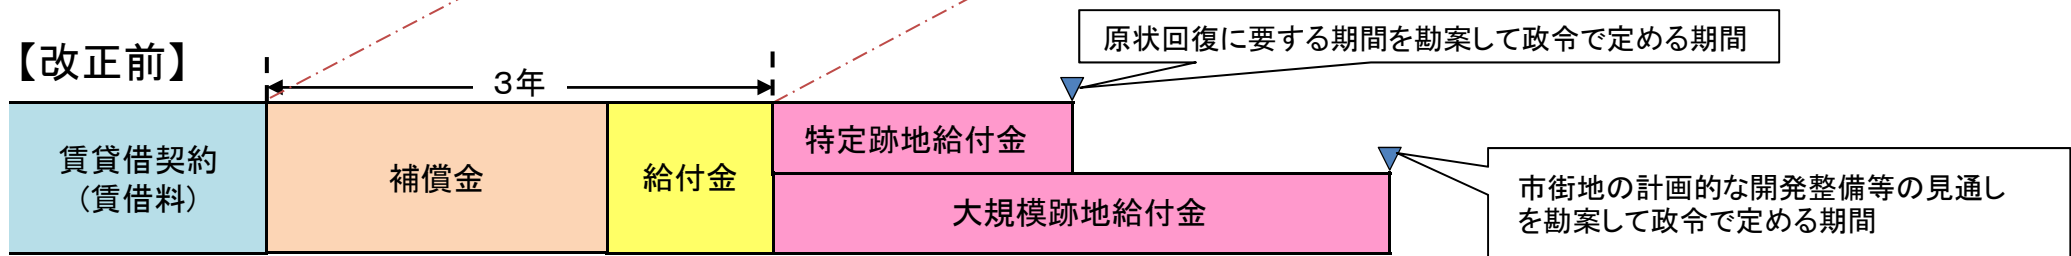 原状回復に要する期間を勘案して政令で定める期間
【改正前】
3年
賃貸借契約
（賃借料）
補償金
給付金
特定跡地給付金
大規模跡地給付金
市街地の計画的な開発整備等の見通し
を勘案して政令で定める期間